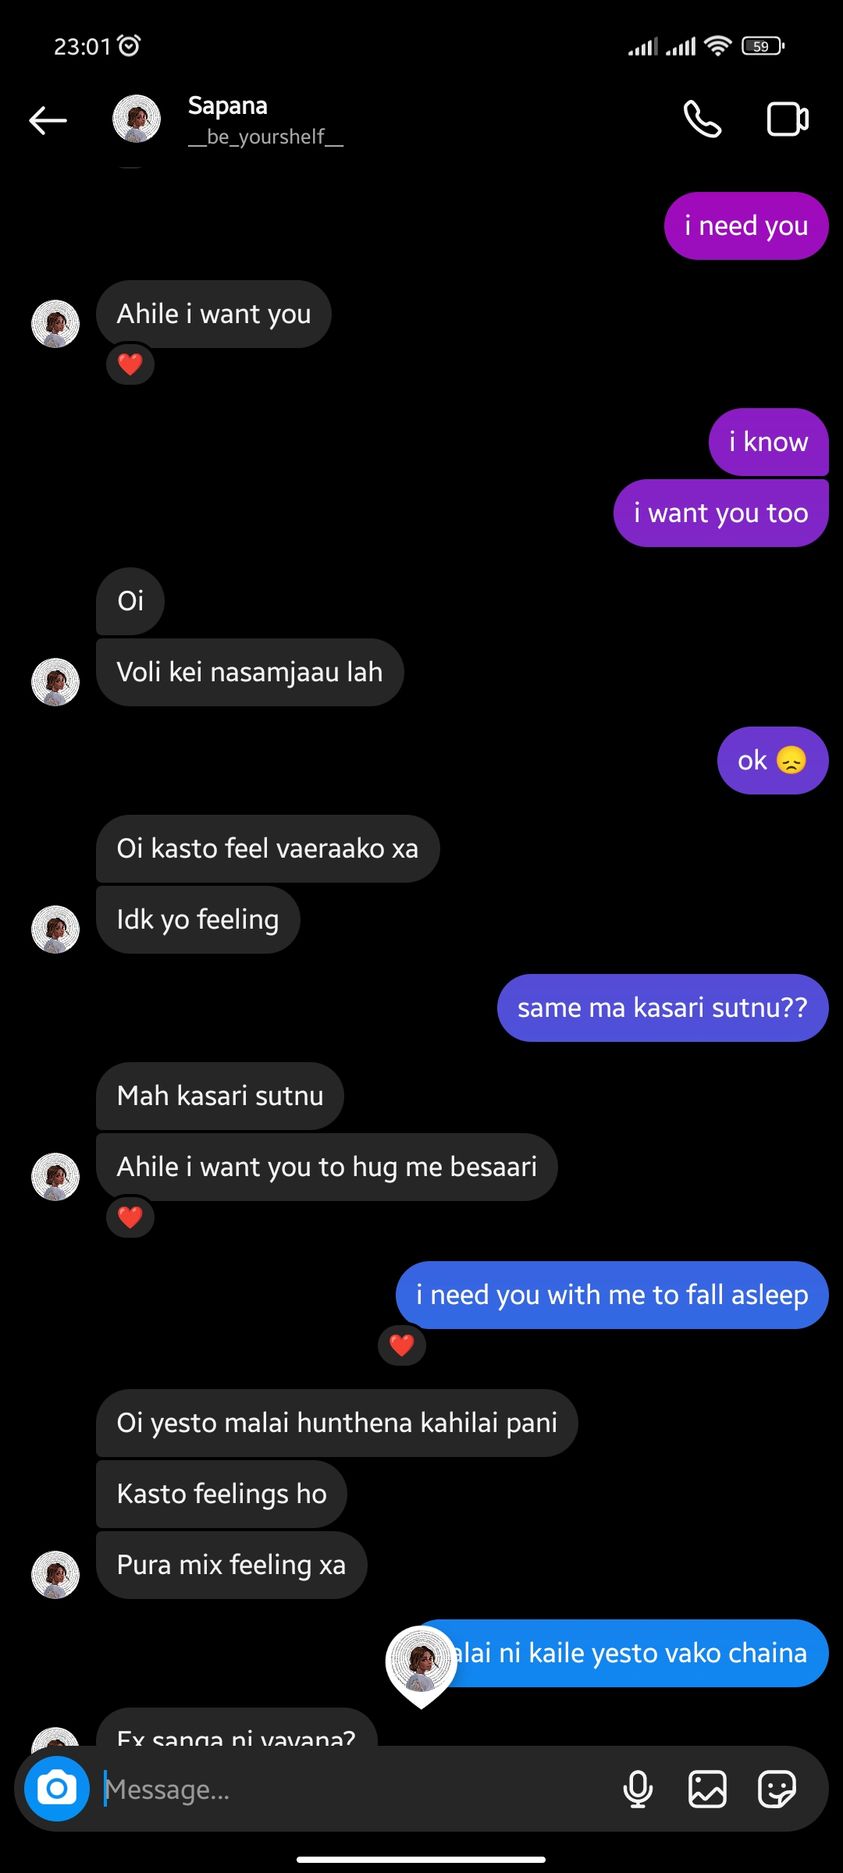 23:01
59
Sapana
__be_yourshelf__
i need you
Ahile i want you
i know
i want you too
Oi
Voli kei nasamjaau lah
ok 😞
Oi kasto feel vaeraako xa
Idk yo feeling
same ma kasari sutnu??
Mah kasari sutnu
Ahile i want you to hug me besaari
i need you with me to fall asleep
Oi yesto malai hunthena kahilai pani
Kasto feelings ho
Pura mix feeling xa
ni kaile yesto vako chaina
Ex sanga ni vayana?
Message...